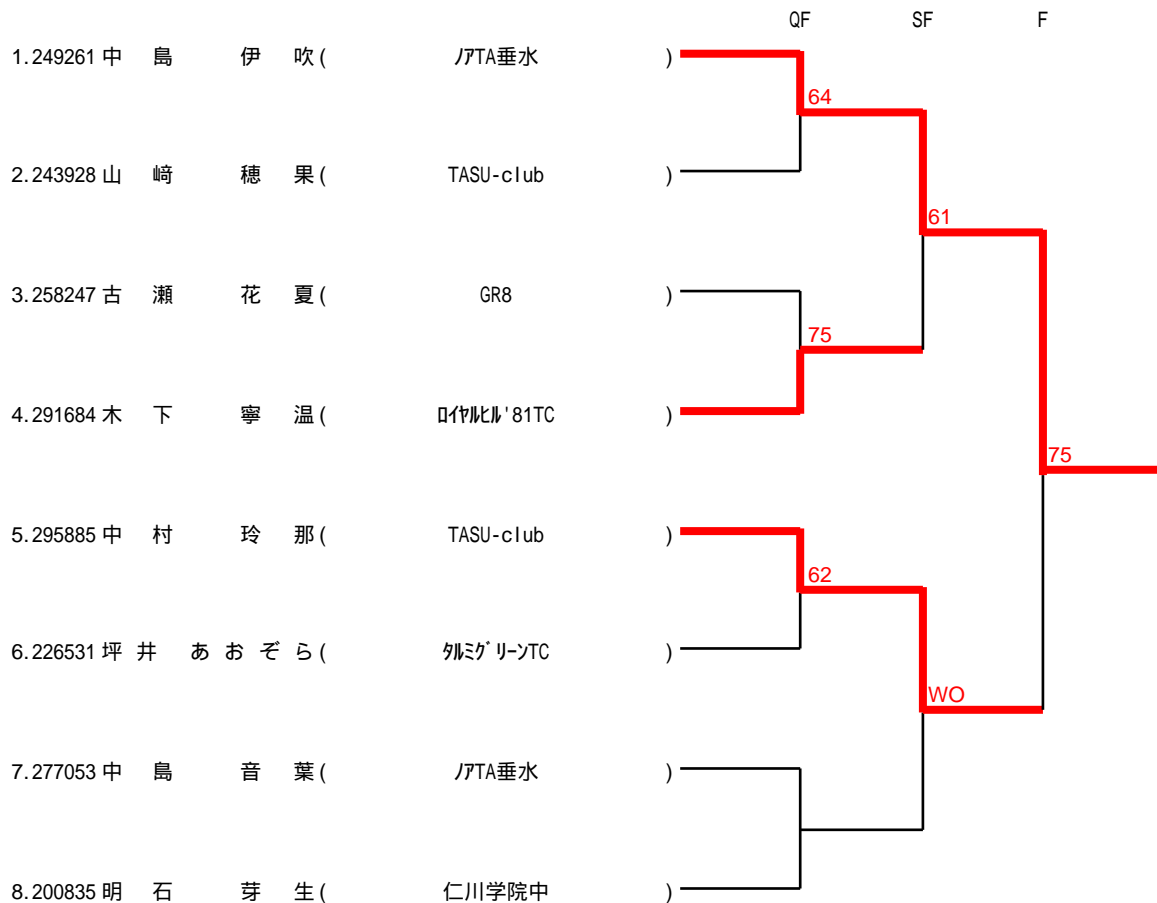 QF SF F
1.249261 中 島 伊 吹 ( ﾉｱTA垂水 )
64
2.243928 山 﨑 穂 果 ( TASU-club )
61
3.258247 古 瀬 花 夏 ( GR8 )
75
4.291684 木 下 寧 温 ( ﾛｲﾔﾙﾋﾙ'81TC )
75
5.295885 中 村 玲 那 ( TASU-club )
62
6.226531 坪 井 あ お ぞ ら ( ﾀﾙﾐｸﾞﾘｰﾝTC )
WO
7.277053 中 島 音 葉 ( ﾉｱTA垂水 )
8.200835 明 石 芽 生 ( 仁川学院中 )